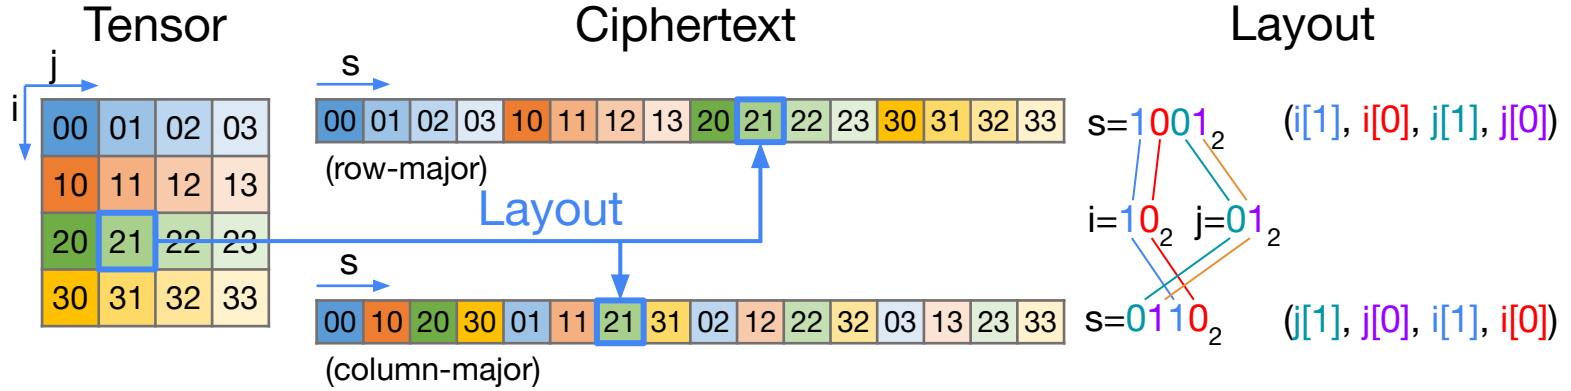 Tensor
Ciphertext
Layout
j
i
00 01 02 03
10 11 12 13
20 21 22 23
30 31 32 33
s
00 01 02 03 10 11 12 13 20 21 22 23 30 31 32 33
(row-major)
Layout
s
00 10 20 30 01 11 21 31 02 12 22 32 03 13 23 33
(column-major)
s=1001₂ (i[1], i[0], j[1], j[0])
i=10₂ j=01₂
s=0110₂ (j[1], j[0], i[1], i[0])